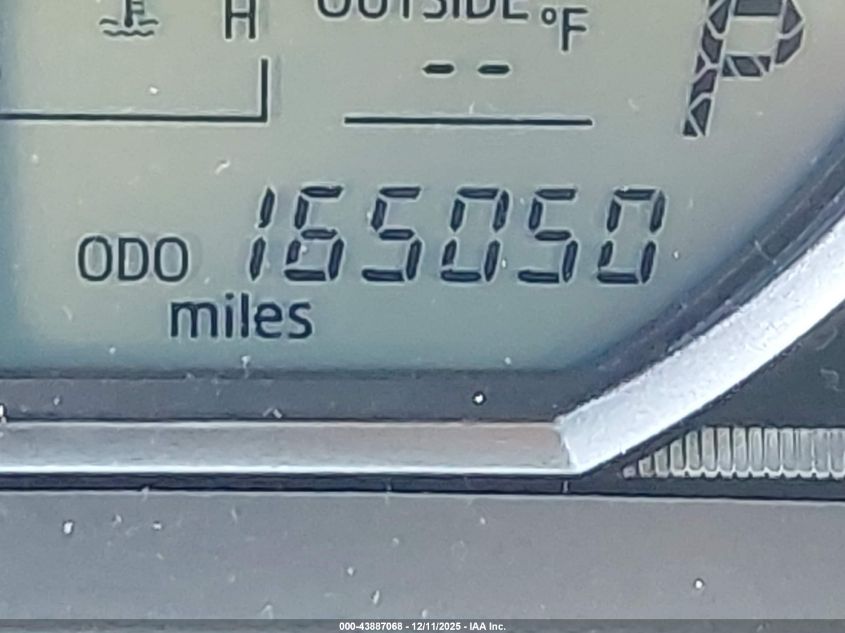 H OUTSIDE °F
-- P
ODO 165050
miles
000-43887068 - 12/11/2025 - IAA Inc.